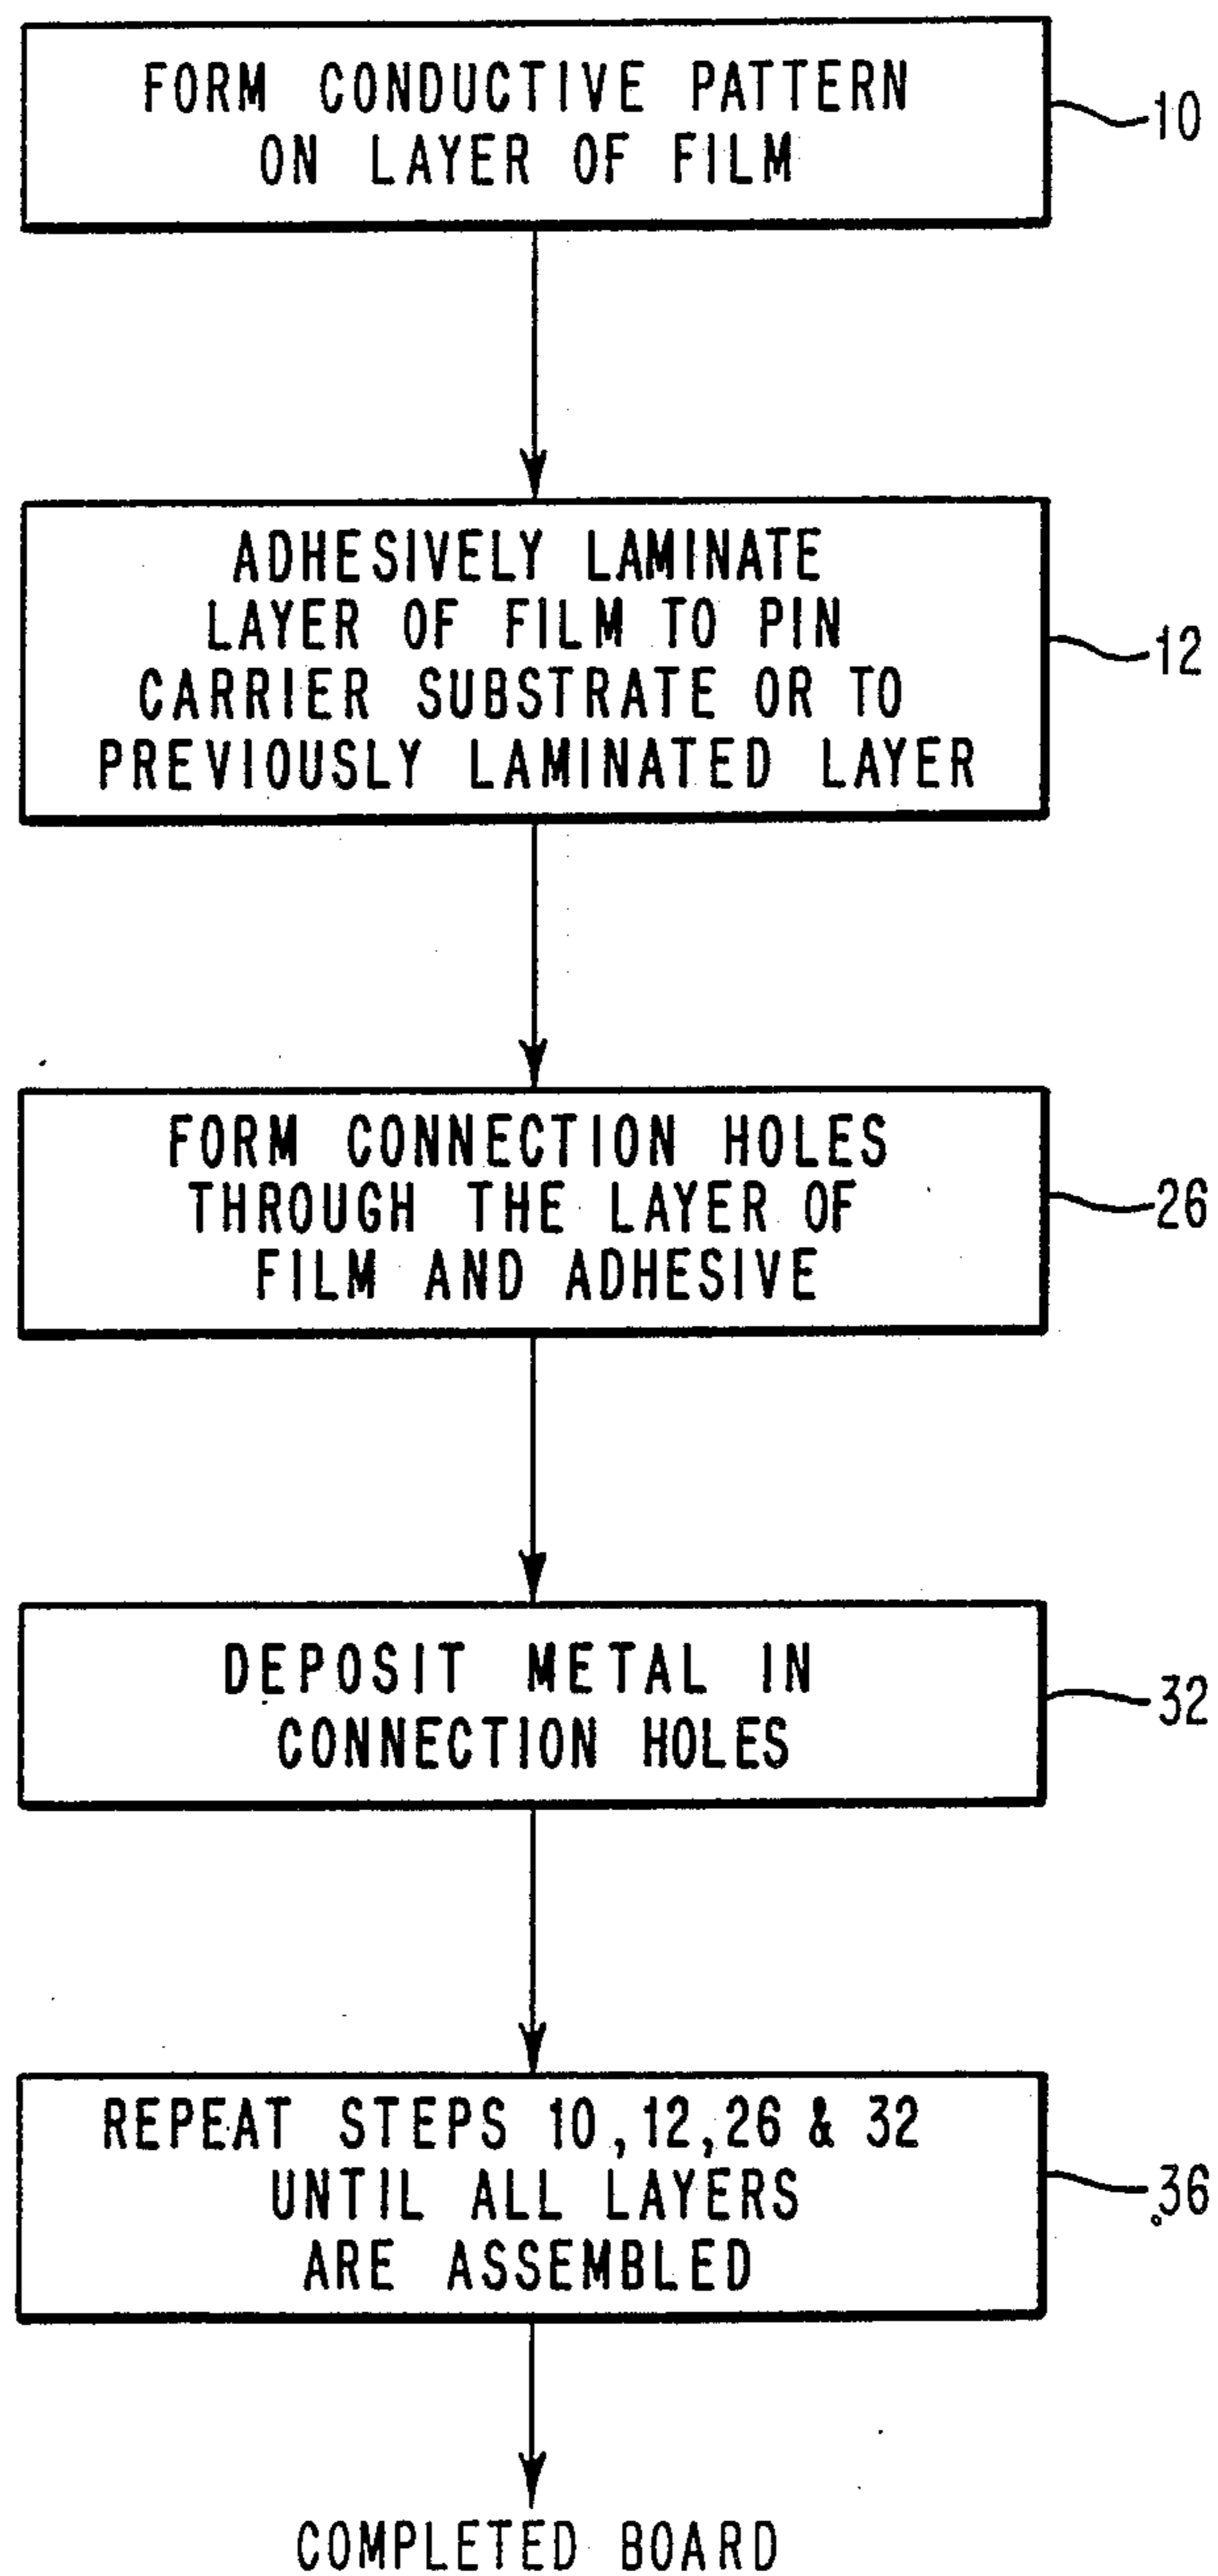 FORM CONDUCTIVE PATTERN
ON LAYER OF FILM
10
ADHESIVELY LAMINATE
LAYER OF FILM TO PIN
CARRIER SUBSTRATE OR TO
PREVIOUSLY LAMINATED LAYER
12
FORM CONNECTION HOLES
THROUGH THE LAYER OF
FILM AND ADHESIVE
26
DEPOSIT METAL IN
CONNECTION HOLES
32
REPEAT STEPS 10, 12, 26 & 32
UNTIL ALL LAYERS
ARE ASSEMBLED
36
COMPLETED BOARD